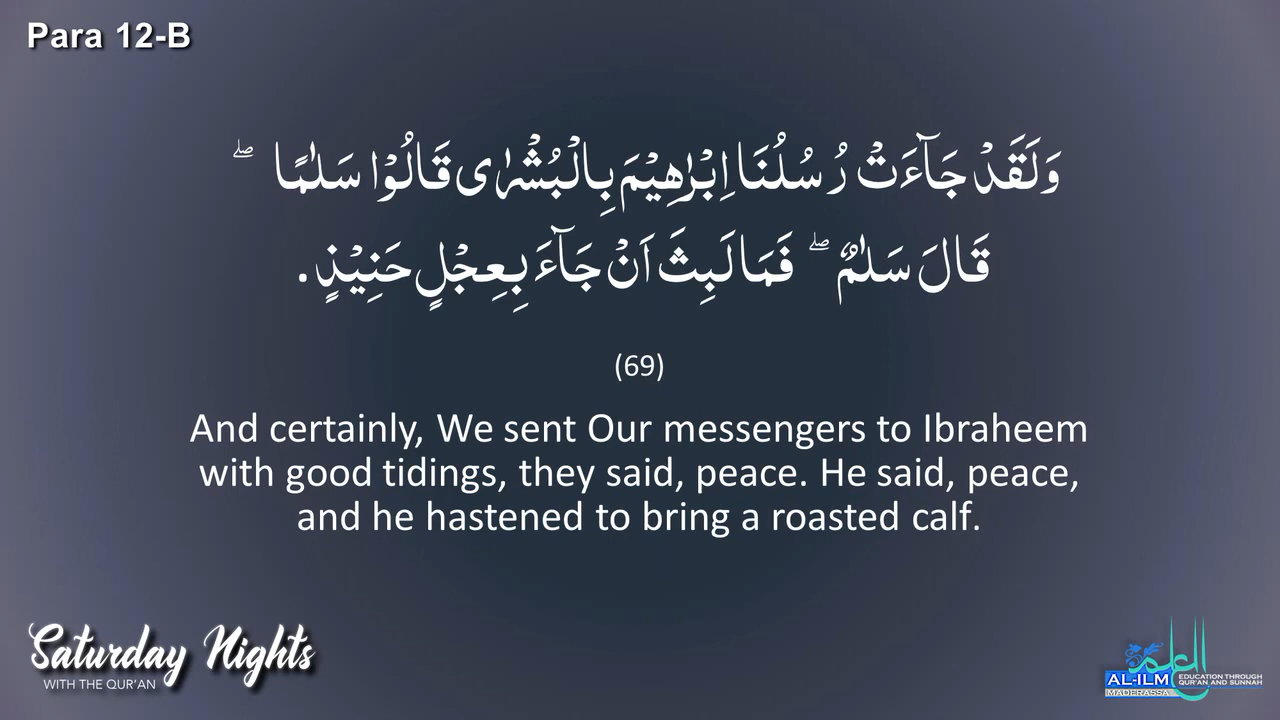 Para 12-B
وَلَقَدْ جَآءَتْ رُسُلُنَا اِبْرٰهِيْمَ بِالْبُشْرٰى قَالُوْا سَلٰمًا ۖ
قَالَ سَلٰمٌ ۖ فَمَا لَبِثَ اَنْ جَآءَ بِعِجْلٍ حَنِيْذٍ .
(69)
And certainly, We sent Our messengers to Ibraheem
with good tidings, they said, peace. He said, peace,
and he hastened to bring a roasted calf.
Saturday Nights
WITH THE QUR'AN
العلم
AL-ILM
MADERASSA
EDUCATION THROUGH
QUR'AN AND SUNNAH